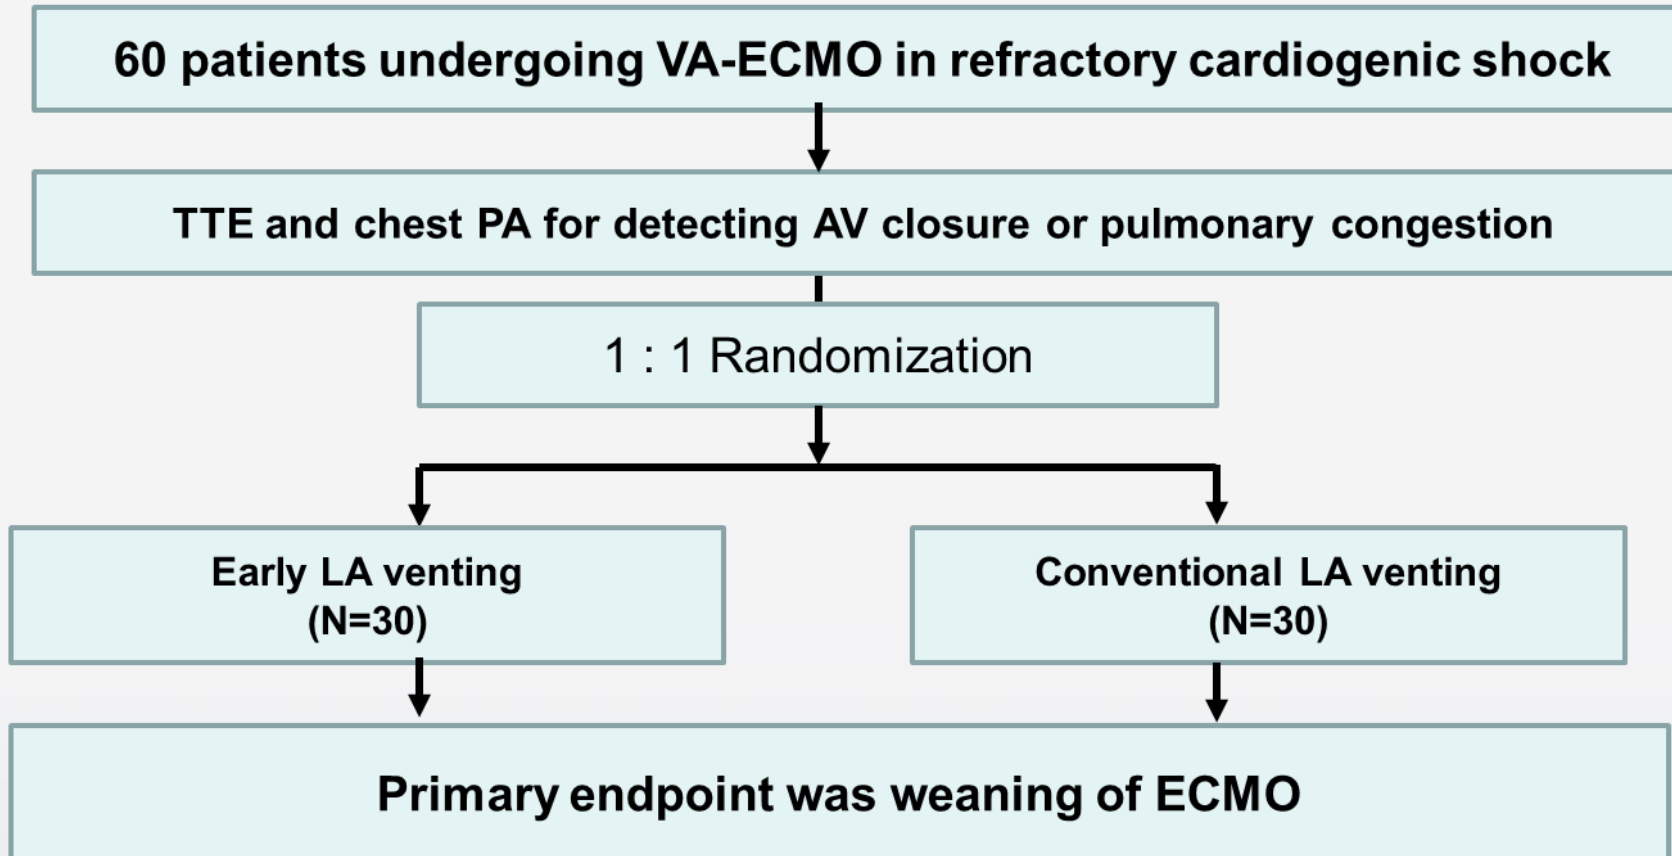 60 patients undergoing VA-ECMO in refractory cardiogenic shock
TTE and chest PA for detecting AV closure or pulmonary congestion
1 : 1 Randomization
Early LA venting
(N=30)
Conventional LA venting
(N=30)
Primary endpoint was weaning of ECMO